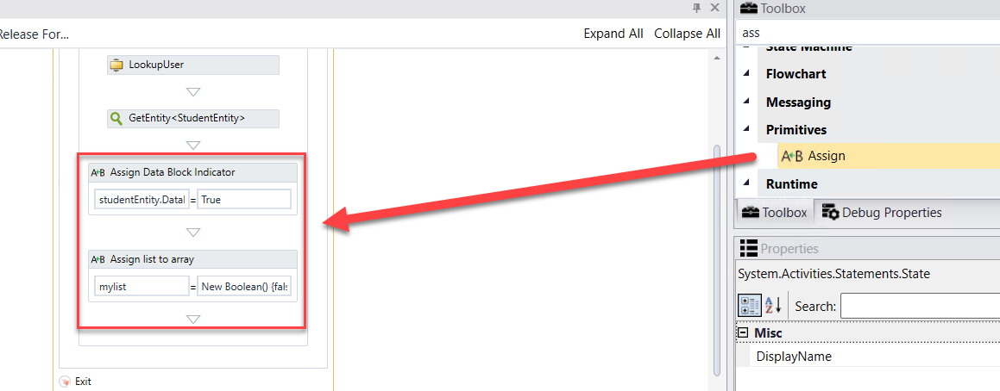 Release For...
Expand All Collapse All
LookupUser
GetEntity<StudentEntity>
A+B Assign Data Block Indicator
studentEntity.Datal = True
A+B Assign list to array
mylist = New Boolean() {fals
Exit
Toolbox
ass
State Machine
Flowchart
Messaging
Primitives
A+B Assign
Runtime
Toolbox Debug Properties
Properties
System.Activities.Statements.State
A Z Search:
Misc
DisplayName